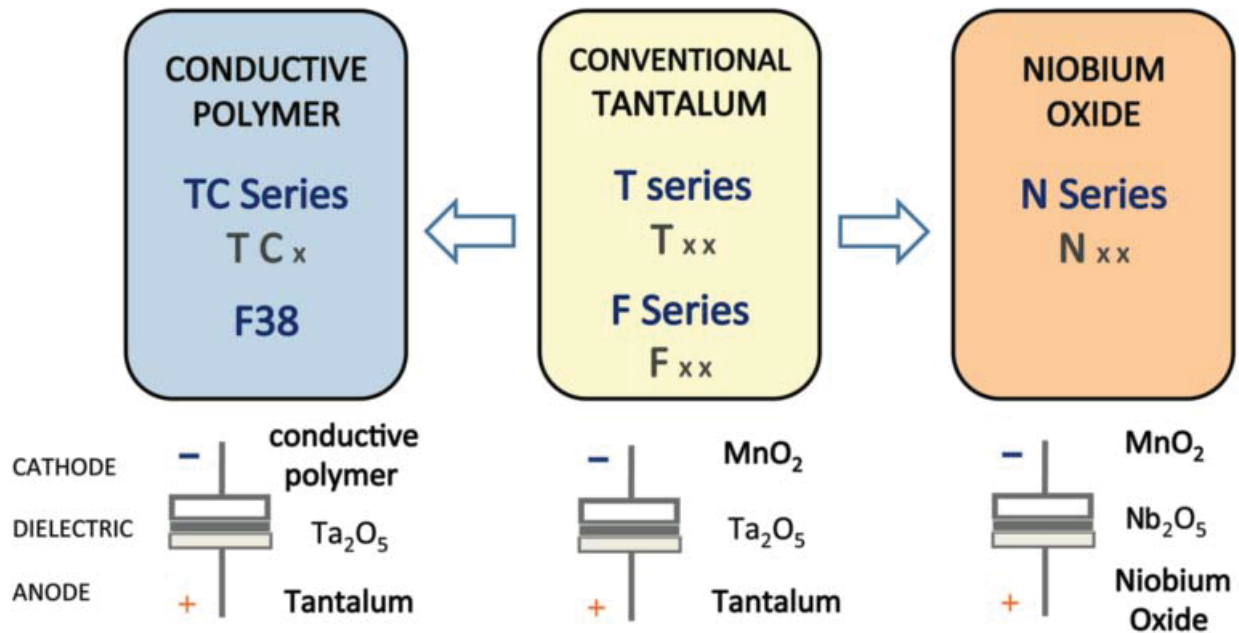 CONDUCTIVE
POLYMER
TC Series
T C x
F38
CONVENTIONAL
TANTALUM
T series
T x x
F Series
F x x
NIOBIUM
OXIDE
N Series
N x x
CATHODE
DIELECTRIC
ANODE
–
conductive
polymer
Ta₂O₅
+
Tantalum
–
MnO₂
Ta₂O₅
+
Tantalum
–
MnO₂
Nb₂O₅
+
Niobium
Oxide